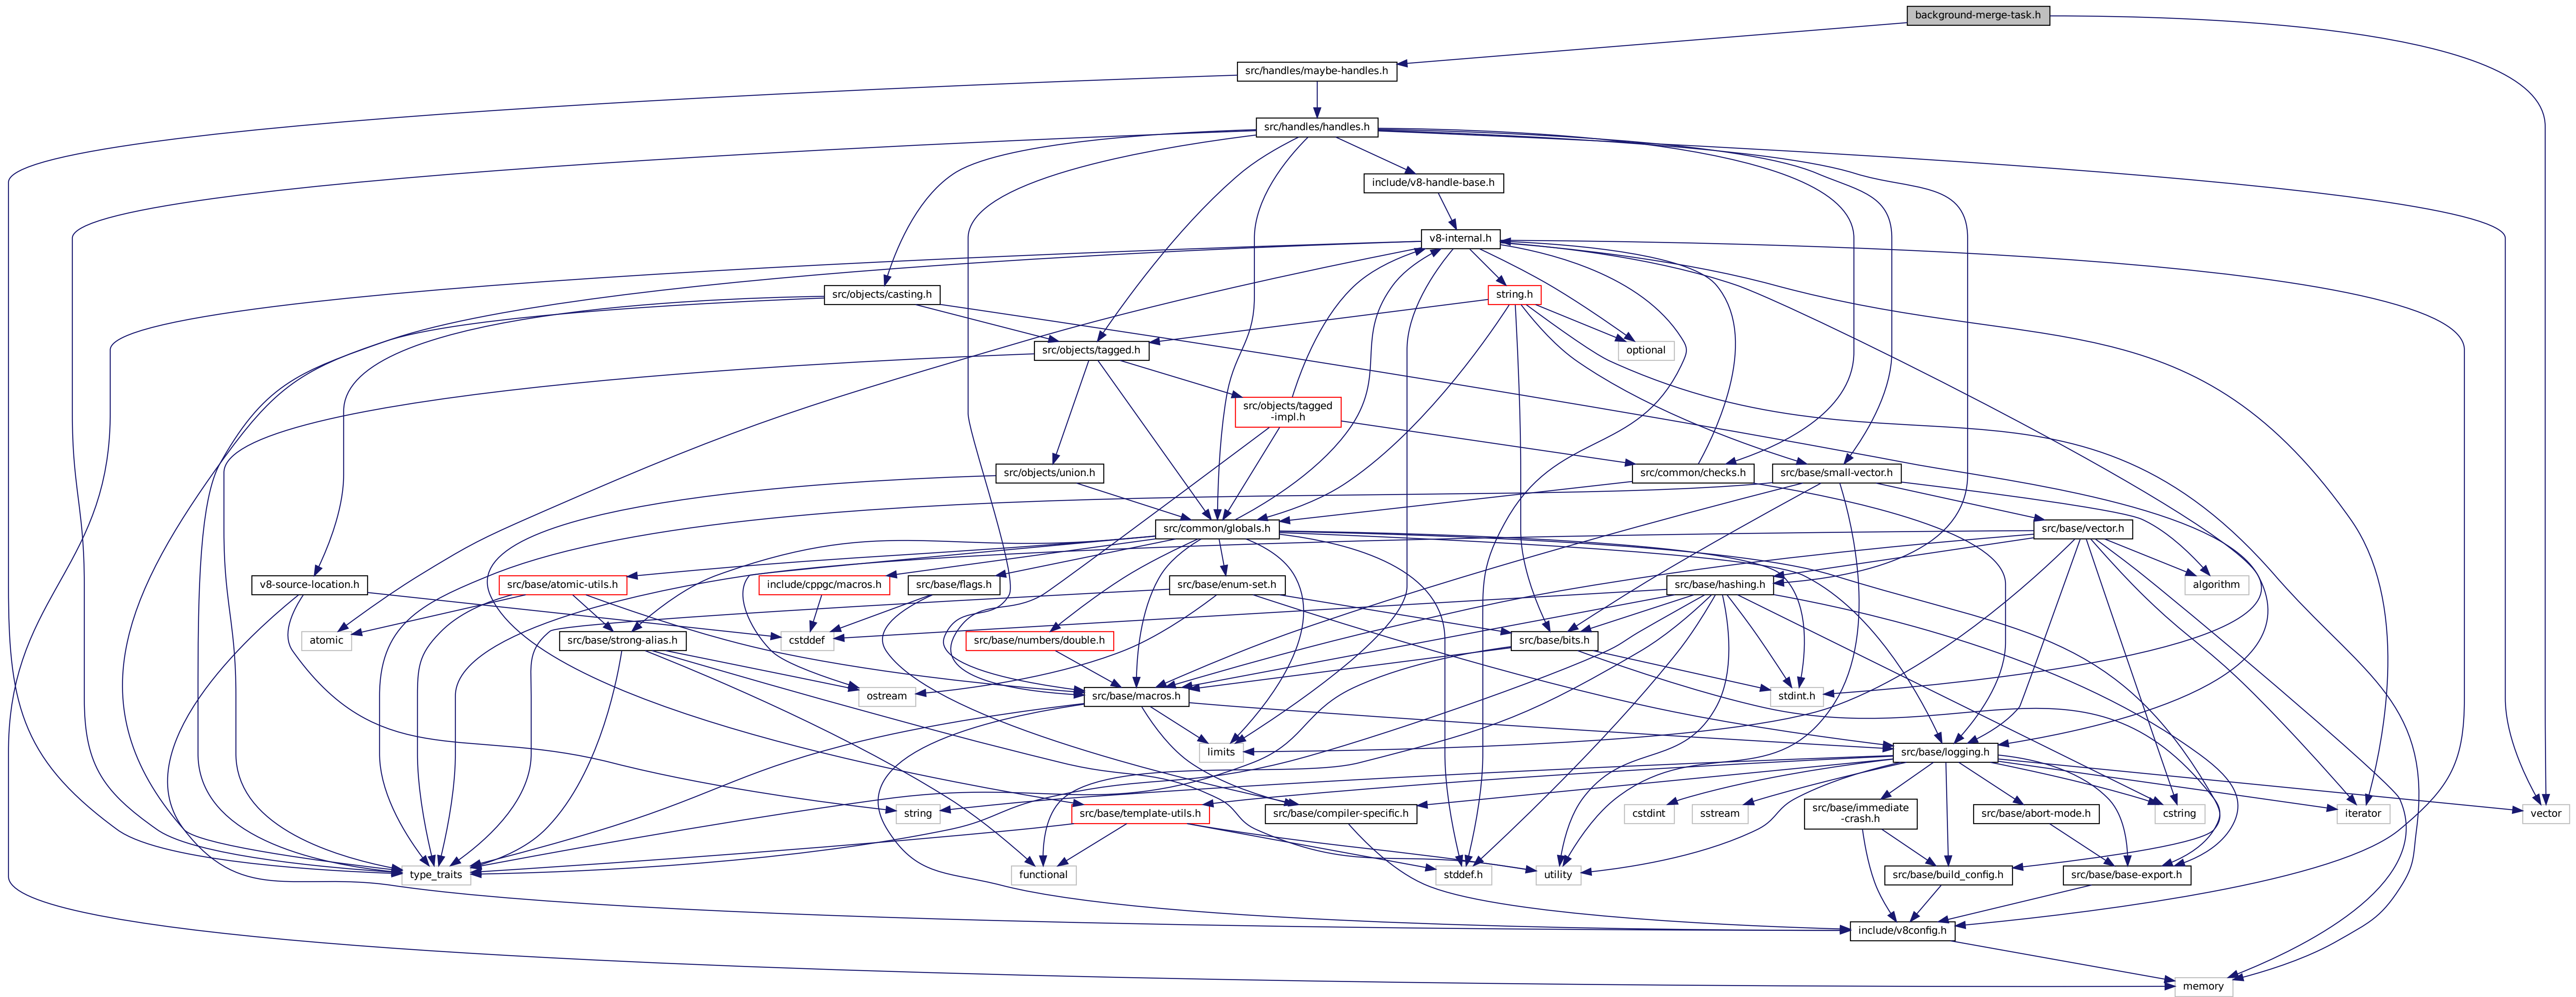 background-merge-task.h
src/handles/maybe-handles.h
src/handles/handles.h
include/v8-handle-base.h
v8-internal.h
src/objects/casting.h
string.h
src/objects/tagged.h
optional
src/objects/tagged
-impl.h
src/objects/union.h
src/common/checks.h
src/base/small-vector.h
src/common/globals.h
src/base/vector.h
v8-source-location.h
src/base/atomic-utils.h
include/cppgc/macros.h
src/base/flags.h
src/base/enum-set.h
src/base/hashing.h
algorithm
atomic
src/base/strong-alias.h
cstddef
src/base/numbers/double.h
src/base/bits.h
ostream
src/base/macros.h
stdint.h
limits
src/base/logging.h
string
src/base/template-utils.h
src/base/compiler-specific.h
cstdint
sstream
src/base/immediate
-crash.h
src/base/abort-mode.h
cstring
iterator
vector
type_traits
functional
stddef.h
utility
src/base/build_config.h
src/base/base-export.h
include/v8config.h
memory